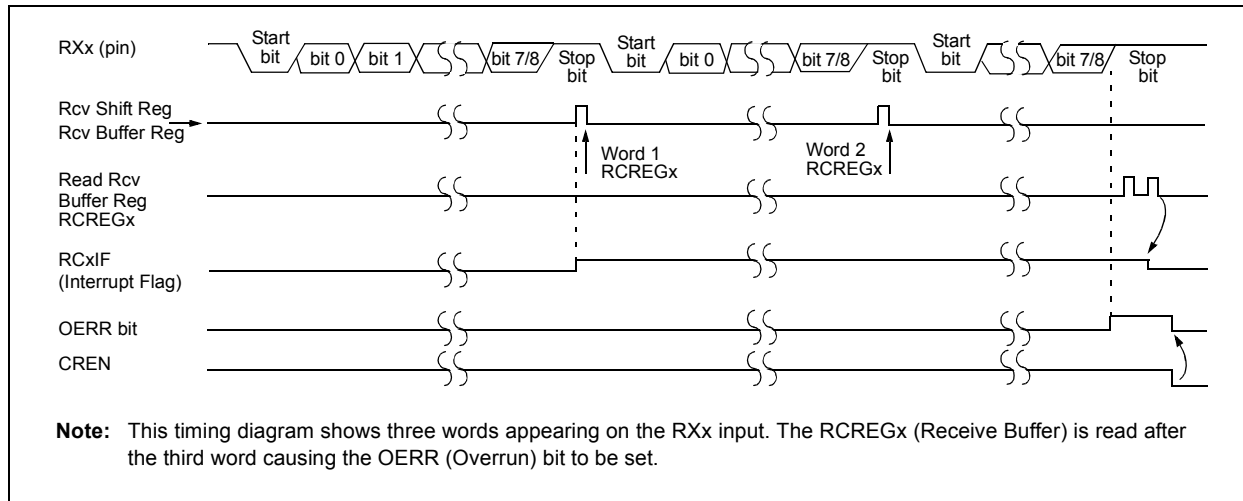 RXx (pin)
Start bit
bit 0
bit 1
bit 7/8
Stop bit
Start bit
bit 0
bit 7/8
Stop bit
Start bit
bit 7/8
Stop bit
Rcv Shift Reg
Rcv Buffer Reg
Word 1
RCREGx
Word 2
RCREGx
Read Rcv
Buffer Reg
RCREGx
RCxIF
(Interrupt Flag)
OERR bit
CREN
Note: This timing diagram shows three words appearing on the RXx input. The RCREGx (Receive Buffer) is read after
the third word causing the OERR (Overrun) bit to be set.